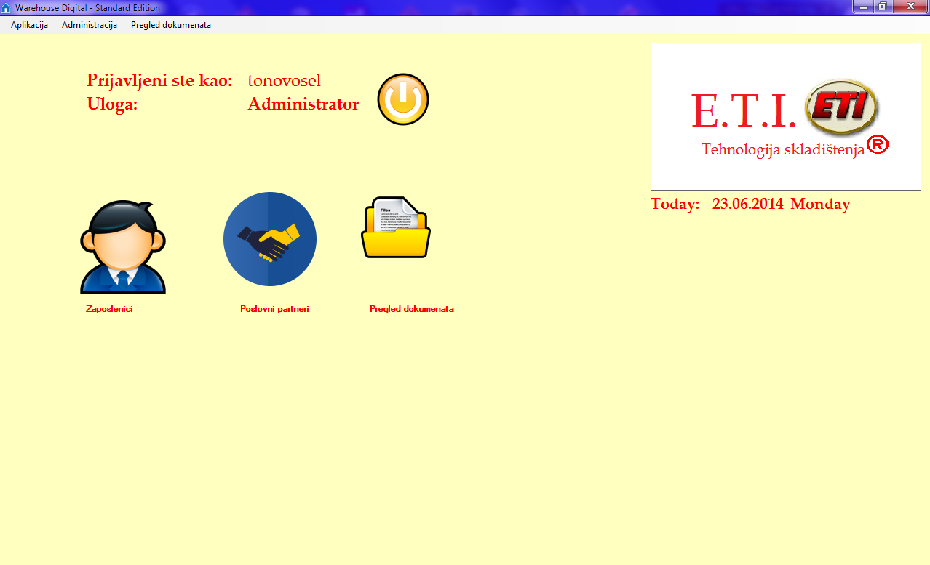 Warehouse Digital - Standard Edition
Aplikacija Administracija Pregled dokumenata
Prijavljeni ste kao: tonovosel
Uloga: Administrator
E.T.I. ETI
Tehnologija skladištenja ®
Today: 23.06.2014 Monday
Zaposlenici Poslovni partneri Pregled dokumenata